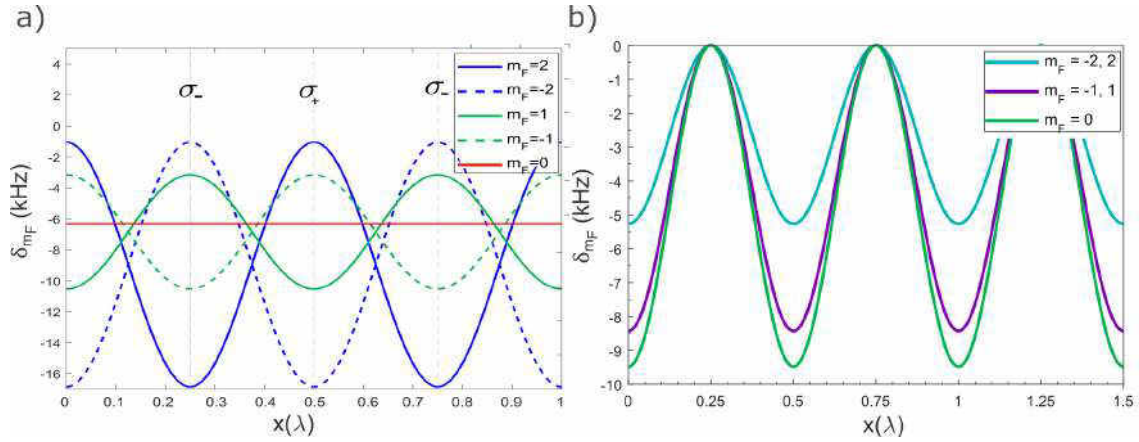 a)
4
2
0
-2
-4
-6
-8
-10
-12
-14
-16
δmF (kHz)
σ-
σ+
σ-
mF=2
mF=-2
mF=1
mF=-1
mF=0
0 0.1 0.2 0.3 0.4 0.5 0.6 0.7 0.8 0.9 1
x(λ)
b)
0
-1
-2
-3
-4
-5
-6
-7
-8
-9
-10
δmF (kHz)
mF = -2, 2
mF = -1, 1
mF = 0
0 0.25 0.5 0.75 1 1.25 1.5
x(λ)